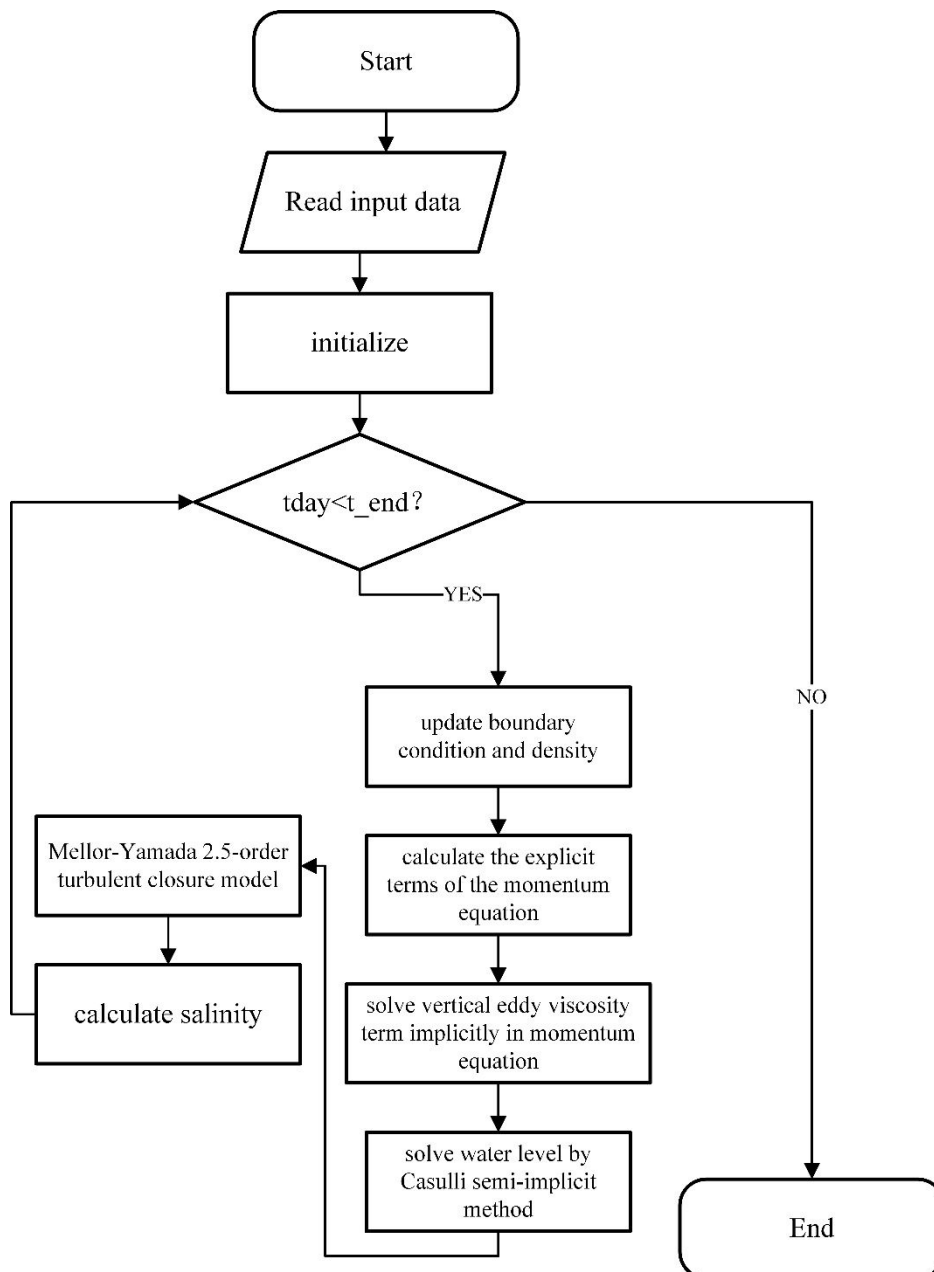 Start
Read input data
initialize
tday<t_end？
YES
NO
update boundary
condition and density
calculate the explicit
terms of the momentum
equation
solve vertical eddy viscosity
term implicitly in momentum
equation
solve water level by
Casulli semi-implicit
method
Mellor-Yamada 2.5-order
turbulent closure model
calculate salinity
End